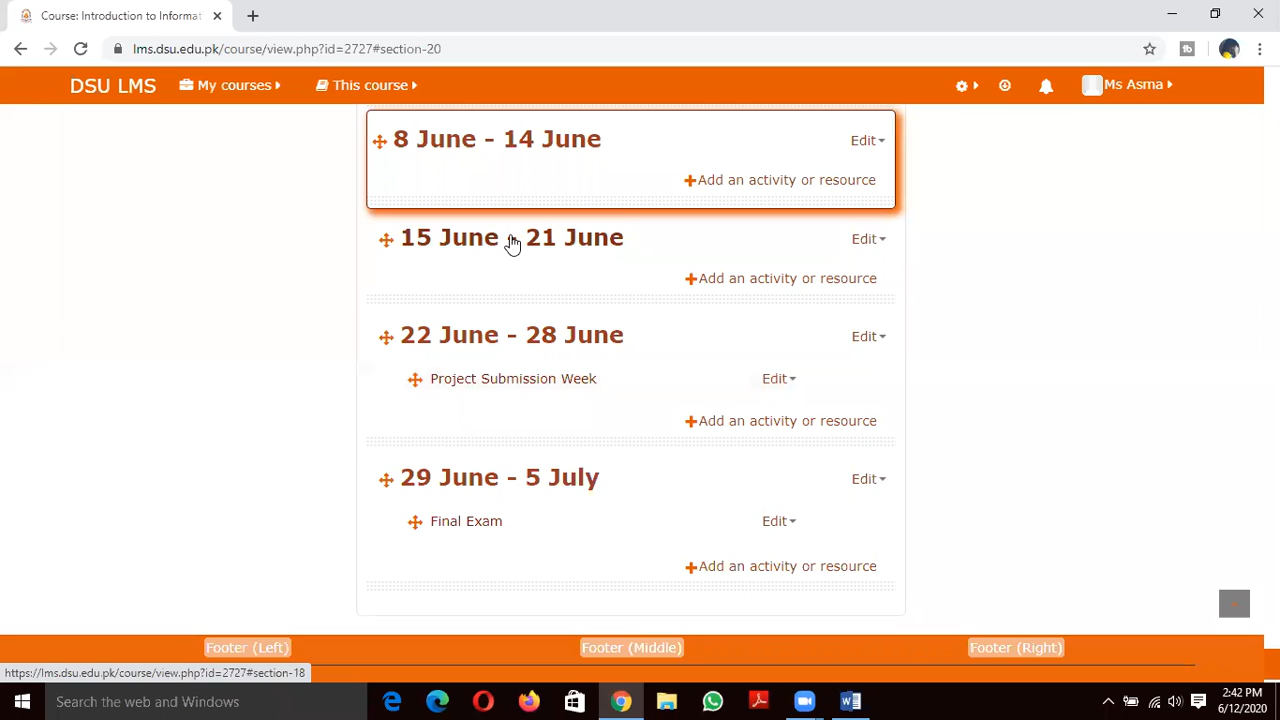 Course: Introduction to Informat
lms.dsu.edu.pk/course/view.php?id=2727#section-20
DSU LMS My courses This course Ms Asma
8 June - 14 June Edit
Add an activity or resource
15 June - 21 June Edit
Add an activity or resource
22 June - 28 June Edit
Project Submission Week Edit
Add an activity or resource
29 June - 5 July Edit
Final Exam Edit
Add an activity or resource
Footer (Left) Footer (Middle) Footer (Right)
https://lms.dsu.edu.pk/course/view.php?id=2727#section-18
Search the web and Windows
2:42 PM
6/12/2020